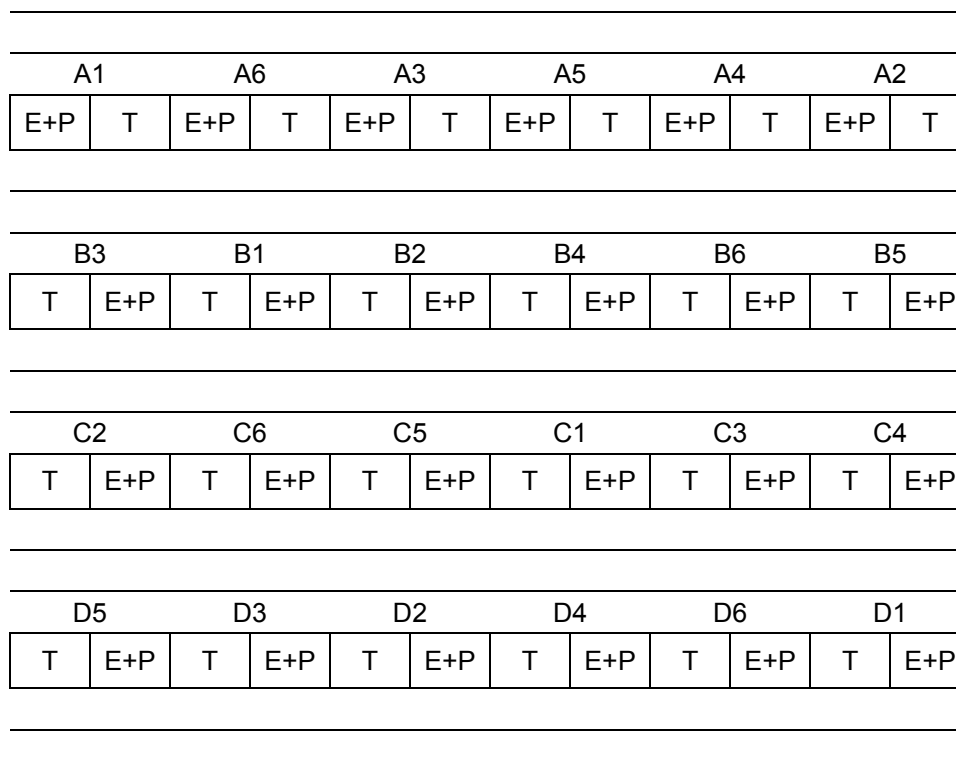 A1 A6 A3 A5 A4 A2
E+P T E+P T E+P T E+P T E+P T E+P T
B3 B1 B2 B4 B6 B5
T E+P T E+P T E+P T E+P T E+P T E+P
C2 C6 C5 C1 C3 C4
T E+P T E+P T E+P T E+P T E+P T E+P
D5 D3 D2 D4 D6 D1
T E+P T E+P T E+P T E+P T E+P T E+P